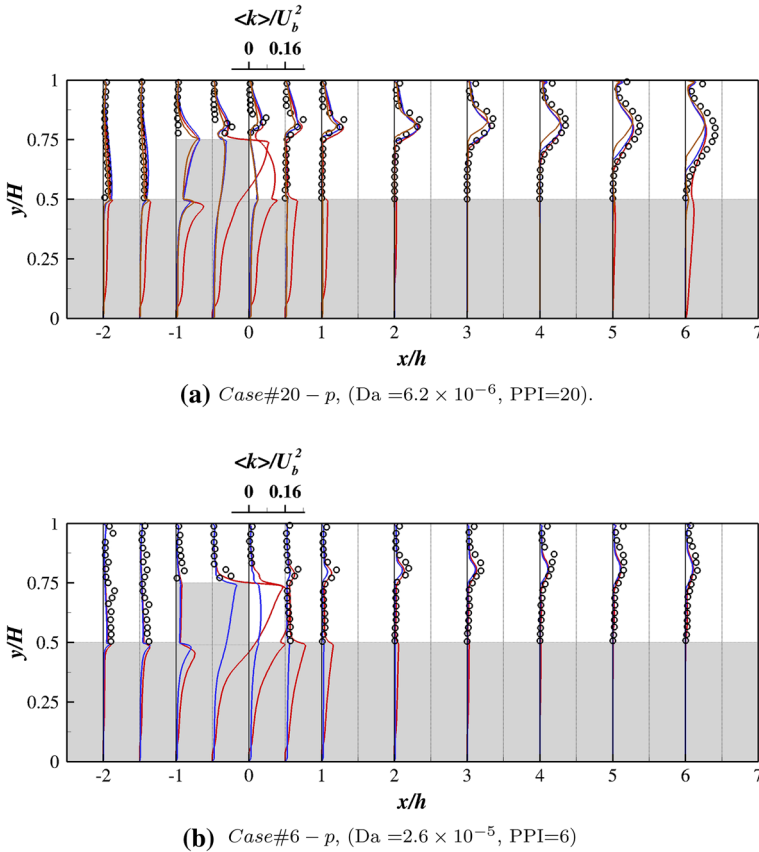 <k>/U_b^2
0 0.16
1
0.75
0.5
0.25
0
y/H
-2 -1 0 1 2 3 4 5 6 7
x/h
(a) Case#20 − p, (Da =6.2 × 10^−6, PPI=20).
<k>/U_b^2
0 0.16
1
0.75
0.5
0.25
0
y/H
-2 -1 0 1 2 3 4 5 6 7
x/h
(b) Case#6 − p, (Da =2.6 × 10^−5, PPI=6)